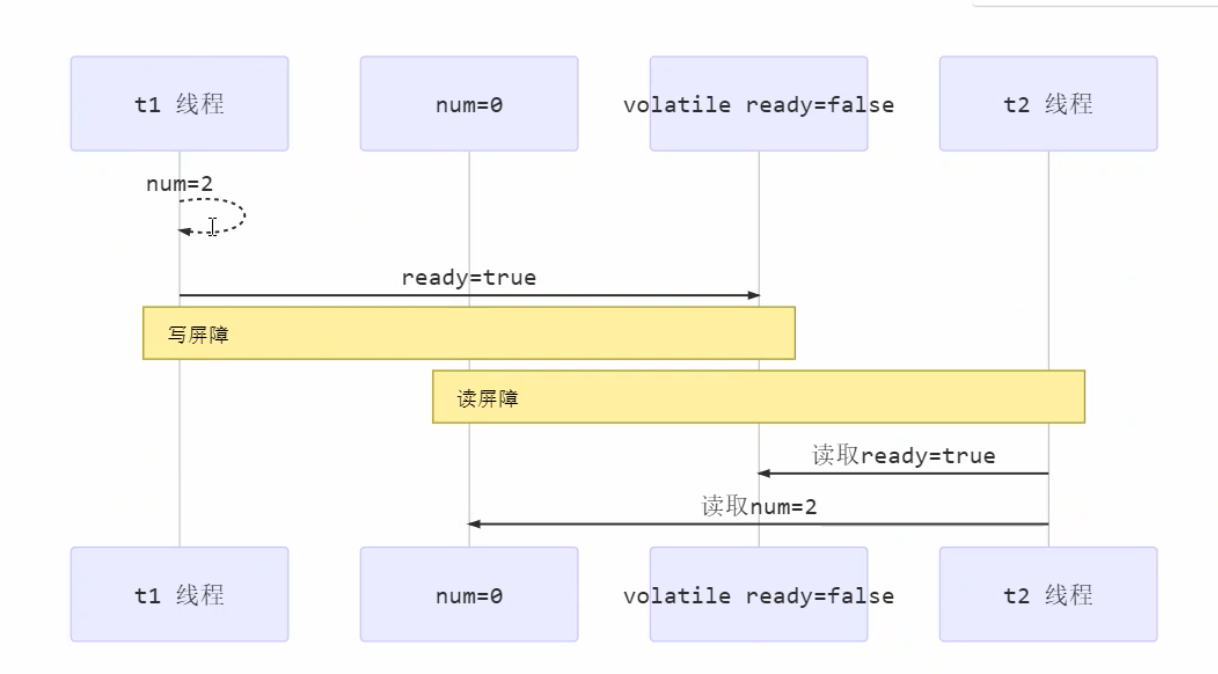 t1 线程
num=0
volatile ready=false
t2 线程
num=2
ready=true
写屏障
读屏障
读取ready=true
读取num=2
t1 线程
num=0
volatile ready=false
t2 线程